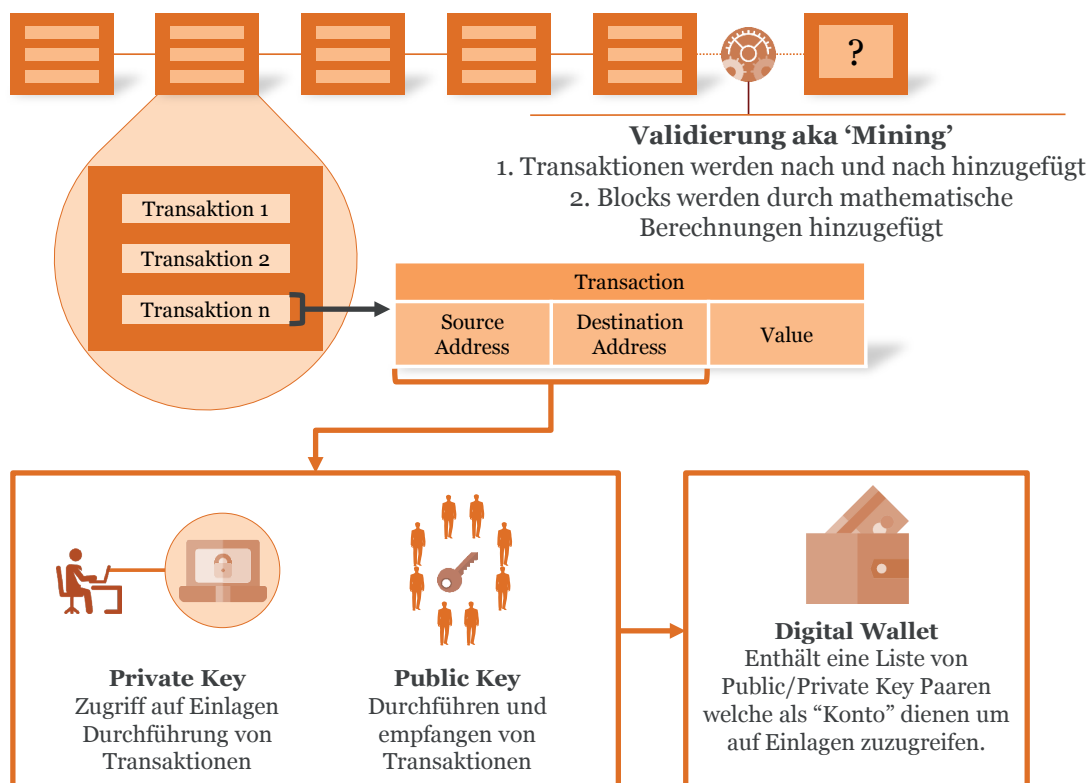 ?
Validierung aka ‘Mining’
1. Transaktionen werden nach und nach hinzugefügt
2. Blocks werden durch mathematische
Berechnungen hinzugefügt
Transaktion 1
Transaktion 2
Transaktion n
Transaction
Source
Address
Destination
Address
Value
Private Key
Zugriff auf Einlagen
Durchführung von
Transaktionen
Public Key
Durchführen und
empfangen von
Transaktionen
Digital Wallet
Enthält eine Liste von
Public/Private Key Paaren
welche als “Konto” dienen um
auf Einlagen zuzugreifen.